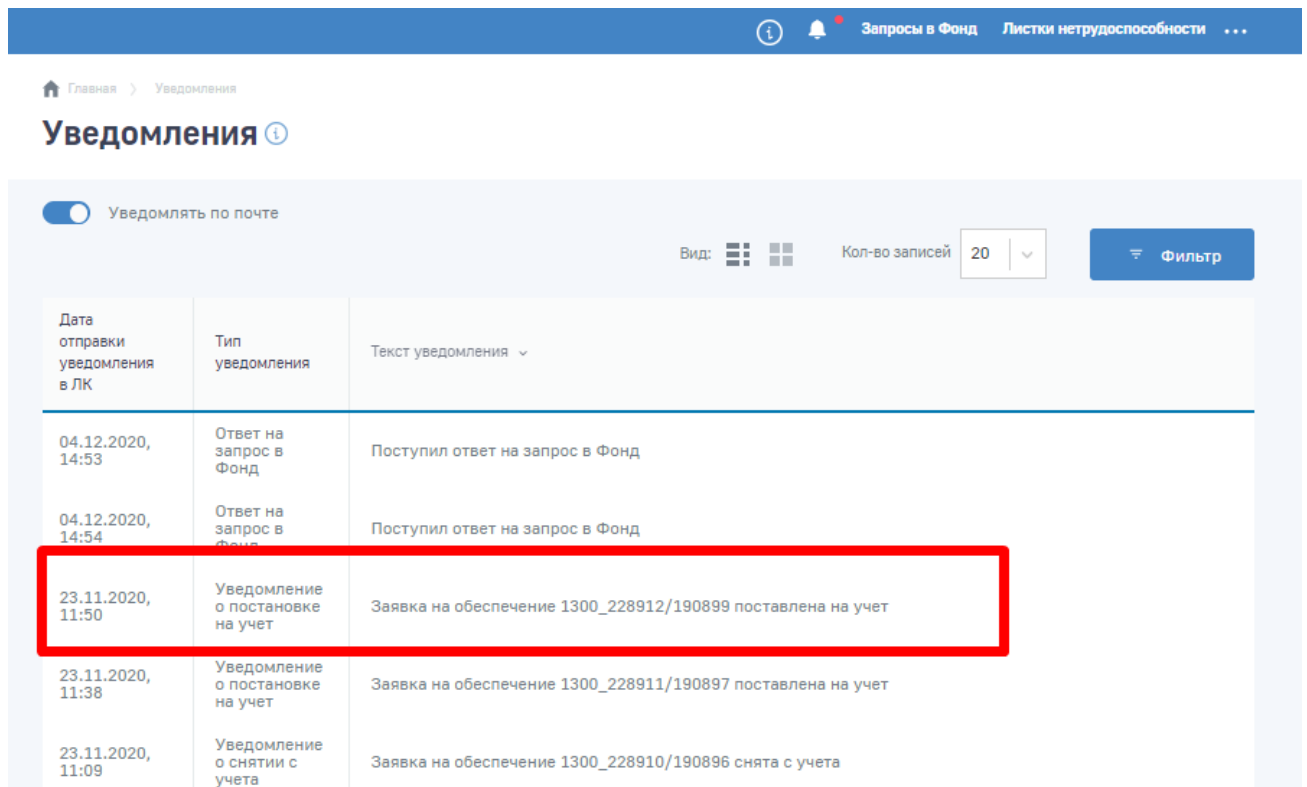 Запросы в Фонд Листки нетрудоспособности ...
Главная > Уведомления
Уведомления
Уведомлять по почте
Вид: Кол-во записей 20 Фильтр
Дата
отправки
уведомления
в ЛК
Тип
уведомления
Текст уведомления
04.12.2020,
14:53
Ответ на
запрос в
Фонд
Поступил ответ на запрос в Фонд
04.12.2020,
14:54
Ответ на
запрос в
Фонд
Поступил ответ на запрос в Фонд
23.11.2020,
11:50
Уведомление
о постановке
на учет
Заявка на обеспечение 1300_228912/190899 поставлена на учет
23.11.2020,
11:38
Уведомление
о постановке
на учет
Заявка на обеспечение 1300_228911/190897 поставлена на учет
23.11.2020,
11:09
Уведомление
о снятии с
учета
Заявка на обеспечение 1300_228910/190896 снята с учета